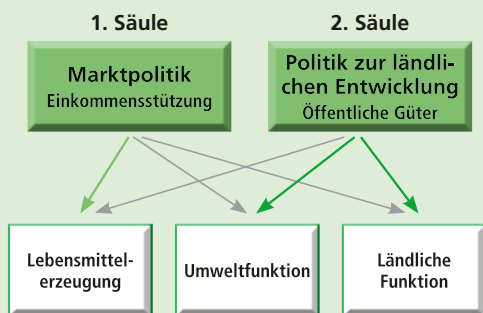 1. Säule
Marktpolitik
Einkommensstützung
2. Säule
Politik zur ländli-
chen Entwicklung
Öffentliche Güter
Lebensmittel-
erzeugung
Umweltfunktion
Ländliche
Funktion